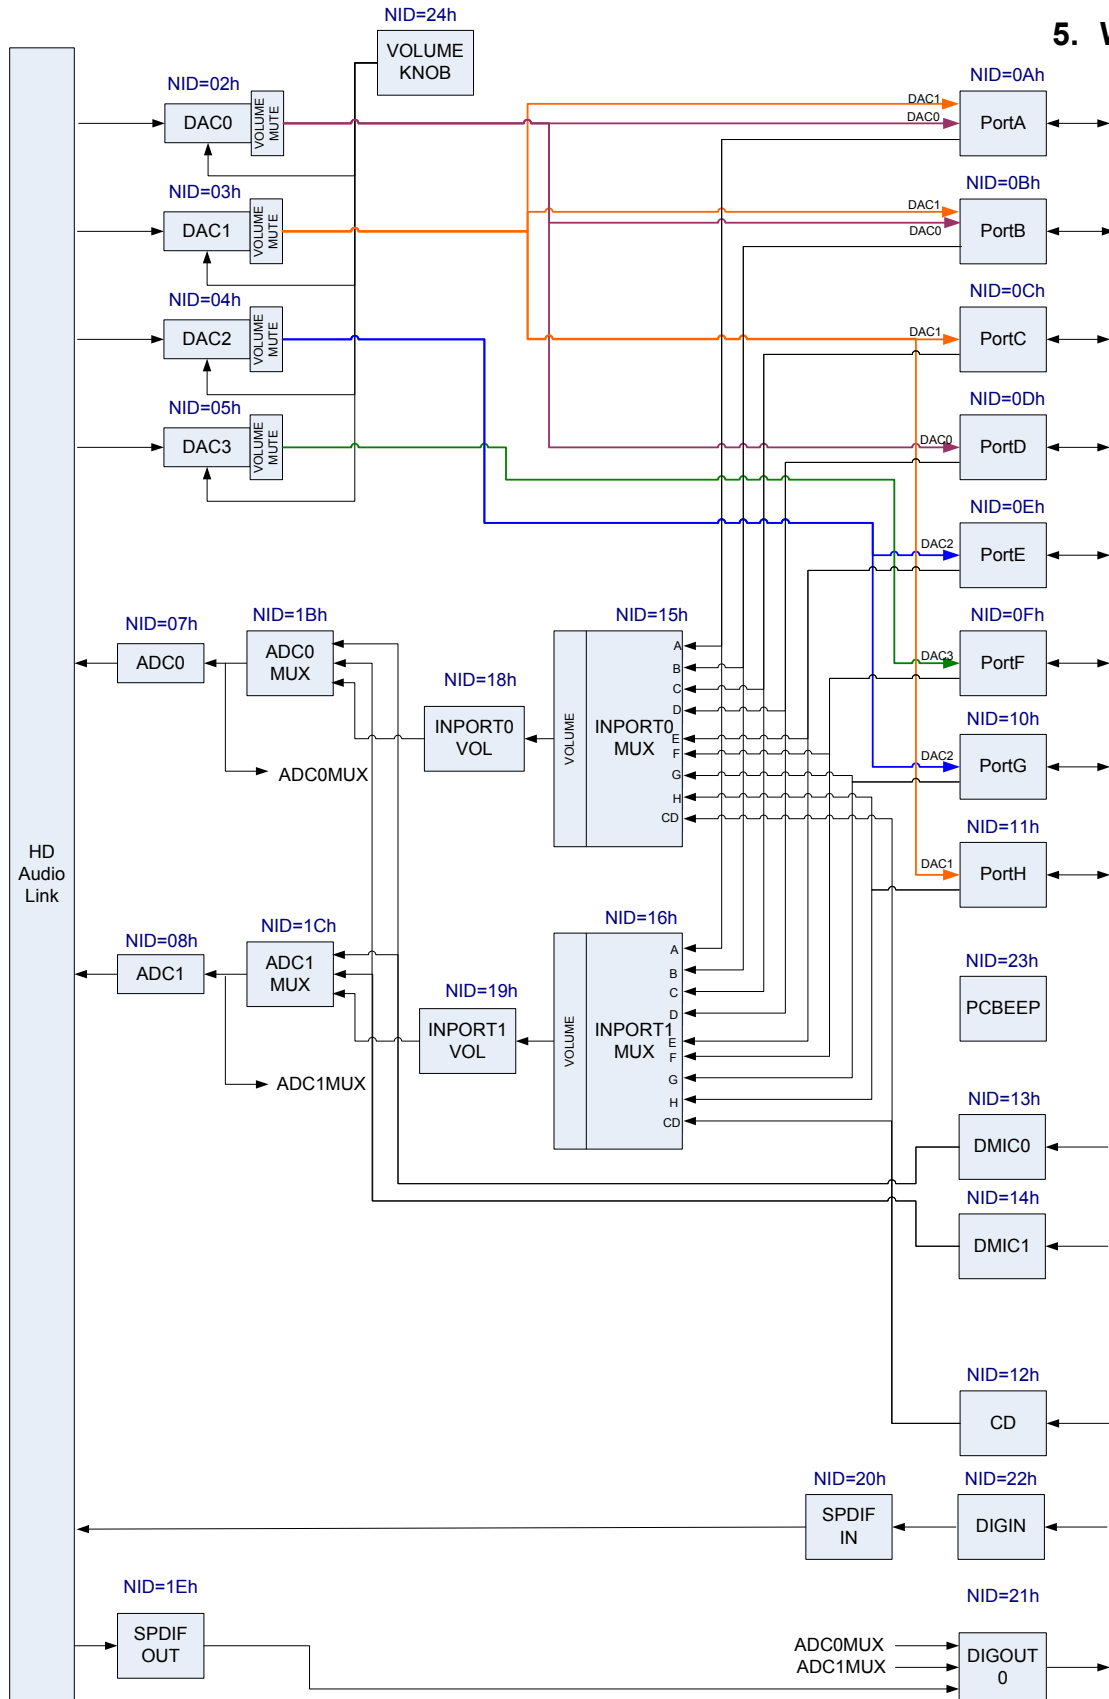 NID=24h
5. W
VOLUME
KNOB
NID=02h
NID=0Ah
DAC0
VOLUME
MUTE
DAC1
DAC0
PortA
NID=03h
NID=0Bh
DAC1
VOLUME
MUTE
DAC1
DAC0
PortB
NID=04h
NID=0Ch
DAC2
VOLUME
MUTE
DAC1
PortC
NID=05h
NID=0Dh
DAC3
VOLUME
MUTE
DAC0
PortD
NID=0Eh
DAC2
PortE
NID=07h
NID=1Bh
NID=15h
NID=0Fh
ADC0
ADC0
MUX
DAC3
PortF
NID=18h
INPORT0
VOL
VOLUME
INPORT0
MUX
A
B
C
D
E
F
G
H
CD
NID=10h
DAC2
PortG
ADC0MUX
NID=11h
DAC1
PortH
HD
Audio
Link
NID=08h
NID=1Ch
NID=16h
ADC1
ADC1
MUX
NID=19h
INPORT1
VOL
VOLUME
INPORT1
MUX
A
B
C
D
E
F
G
H
CD
NID=23h
PCBEEP
ADC1MUX
NID=13h
DMIC0
NID=14h
DMIC1
NID=12h
CD
NID=20h
NID=22h
SPDIF
IN
DIGIN
NID=1Eh
NID=21h
SPDIF
OUT
ADC0MUX
ADC1MUX
DIGOUT
0